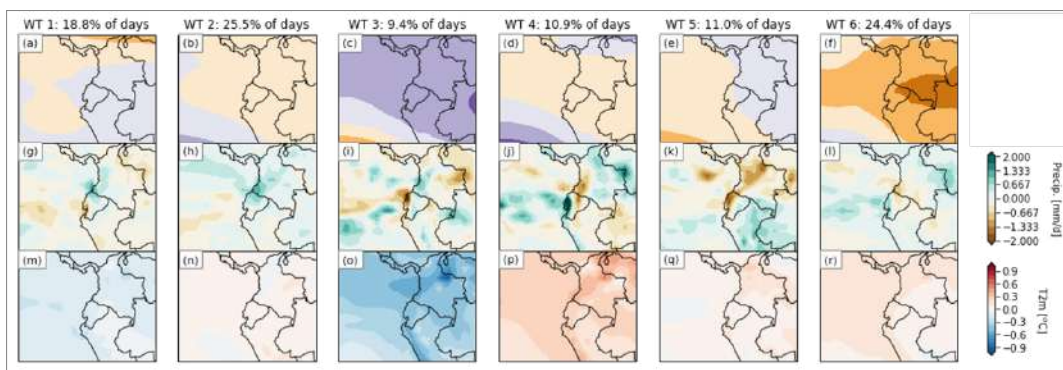 WT 1: 18.8% of days WT 2: 25.5% of days WT 3: 9.4% of days WT 4: 10.9% of days WT 5: 11.0% of days WT 6: 24.4% of days
(a) (b) (c) (d) (e) (f)
(g) (h) (i) (j) (k) (l)
2.000
1.333
0.667
0.000
−0.667
−1.333
−2.000
Precip. [mm/d]
(m) (n) (o) (p) (q) (r)
0.9
0.6
0.3
0.0
−0.3
−0.6
−0.9
T2m [°C]